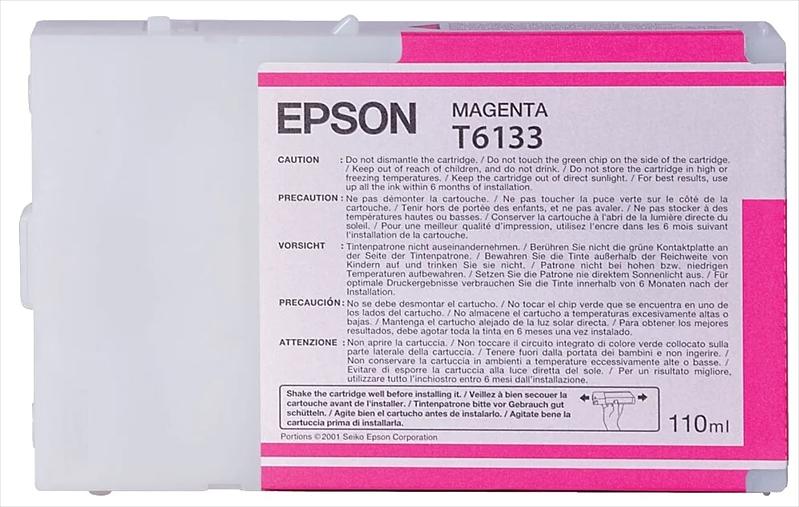 EPSON
MAGENTA
T6133
CAUTION : Do not dismantle the cartridge. / Do not touch the green chip on the side of the cartridge.
/ Keep out of reach of children, and do not drink. / Do not store the cartridge in high or
freezing temperatures. / Keep the cartridge out of direct sunlight. / For best results, use
up all the ink within 6 months of installation.
PRECAUTION : Ne pas démonter la cartouche. / Ne pas toucher la puce verte sur le côté de la
cartouche. / Tenir hors de portée des enfants, et ne pas avaler. / Ne pas stocker à des
températures hautes ou basses. / Conserver la cartouche à l'abri de la lumière directe du
soleil. / Pour une meilleur qualité d'impression, utilisez l'encre dans les 6 mois suivant
l'installation de la cartouche.
VORSICHT : Tintenpatrone nicht auseinandernehmen. / Berühren Sie nicht die grüne Kontaktplatte an
der Seite der Tintenpatrone. / Bewahren Sie die Tinte außerhalb der Reichweite von
Kindern auf und trinken Sie sie nicht. / Patrone nicht bei hohen bzw. niedrigen
Temperaturen aufbewahren. / Setzen Sie die Patrone nie direktem Sonnenlicht aus. / Für
optimale Druckergebnisse verbrauchen Sie die Tinte innerhalb von 6 Monaten nach der
Installation.
PRECAUCIÓN : No se debe desmontar el cartucho. / No tocar el chip verde que se encuentra en uno de
los lados del cartucho. / No almacene el cartucho a temperaturas excesivamente altas o
bajas. / Mantenga el cartucho alejado de la luz solar directa. / Para obtener los mejores
resultados, debe agotar toda la tinta en 6 meses una vez instalado.
ATTENZIONE : Non aprire la cartuccia. / Non toccare il circuito integrato di colore verde collocato sulla
parte laterale della cartuccia. / Tenere fuori dalla portata dei bambini e non ingerire. /
Non conservare la cartuccia in ambienti a temperature eccessivamente alte o basse. /
Evitare di esporre la cartuccia alla luce diretta del sole. / Per un risultato migliore,
utilizzare tutto l'inchiostro entro 6 mesi dall'installazione.
Shake the cartridge well before installing it. / Veillez à bien secouer la
cartouche avant de l'installer. / Tintenpatrone bitte vor Gebrauch gut
schütteln. / Agite bien el cartucho antes de instalarlo. / Agitate bene la
cartuccia prima di installarla.
110ml
Portions ©2001 Seiko Epson Corporation